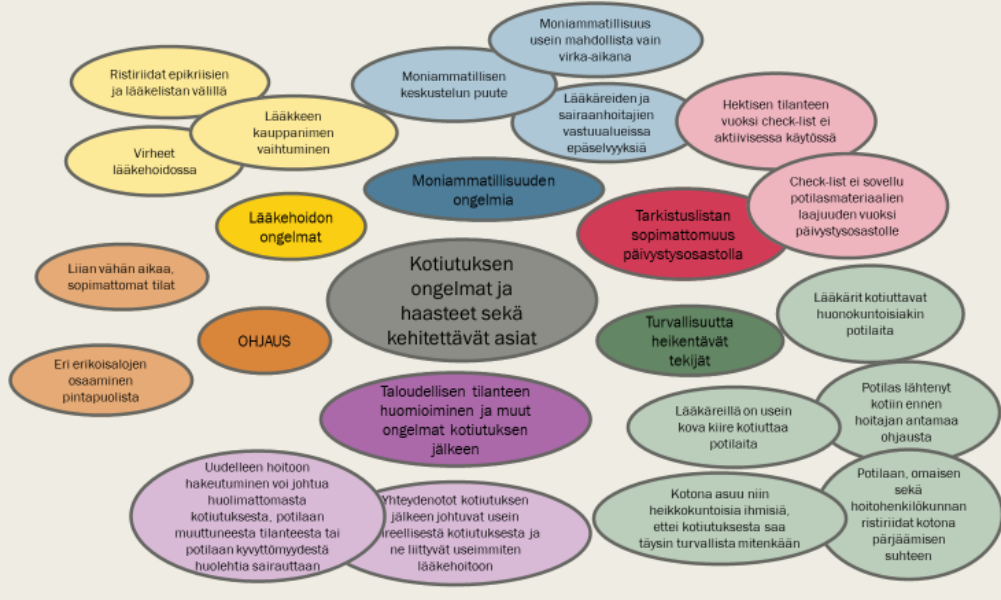 Moniammatillisuus
usein mahdollista vain
virka-aikana
Moniammatillisen
keskustelun puute
Lääkäreiden ja
sairaanhoitajien
vastuualueissa
epäselvyyksiä
Ristiriidat epikriisien
ja lääkelistan välillä
Lääkkeen
kauppanimen
vaihtuminen
Virheet
lääkehoidossa
Hektisen tilanteen
vuoksi check-list ei
aktiivisessa käytössä
Check-list ei sovellu
potilasmateriaalien
laajuuden vuoksi
päivystysosastolle
Moniammatillisuuden
ongelmia
Lääkehoidon
ongelmat
Tarkistuslistan
sopimattomuus
päivystysosastolla
Kotiutuksen
ongelmat ja
haasteet sekä
kehitettävät asiat
Liian vähän aikaa,
sopimattomat tilat
OHJAUS
Eri erikoisalojen
osaaminen
pintapuolista
Turvallisuutta
heikentävät
tekijät
Lääkärit kotiuttavat
huonokuntoisiakin
potilaita
Potilas lähtenyt
kotiin ennen
hoitajan antamaa
ohjausta
Lääkäreillä on usein
kova kiire kotiuttaa
potilaita
Taloudellisen tilanteen
huomioiminen ja muut
ongelmat kotiutuksen
jälkeen
Uudelleen hoitoon
hakeutuminen voi johtua
huolimattomasta
kotiutuksesta, potilaan
muuttuneesta tilanteesta tai
potilaan kyvyttömyydestä
huolehtia sairauttaan
Yhteydenotot kotiutuksen
jälkeen johtuvat usein
kotiutuksesta ja
ne liittyvät useimmiten
lääkehoitoon
Kotona asuu niin
heikkokuntoisia ihmisiä,
ettei kotiutuksesta saa
täysin turvallista mitenkään
Potilaan, omaisen
sekä
hoitohenkilökunnan
ristiriidat kotona
pärjäämisen
suhteen